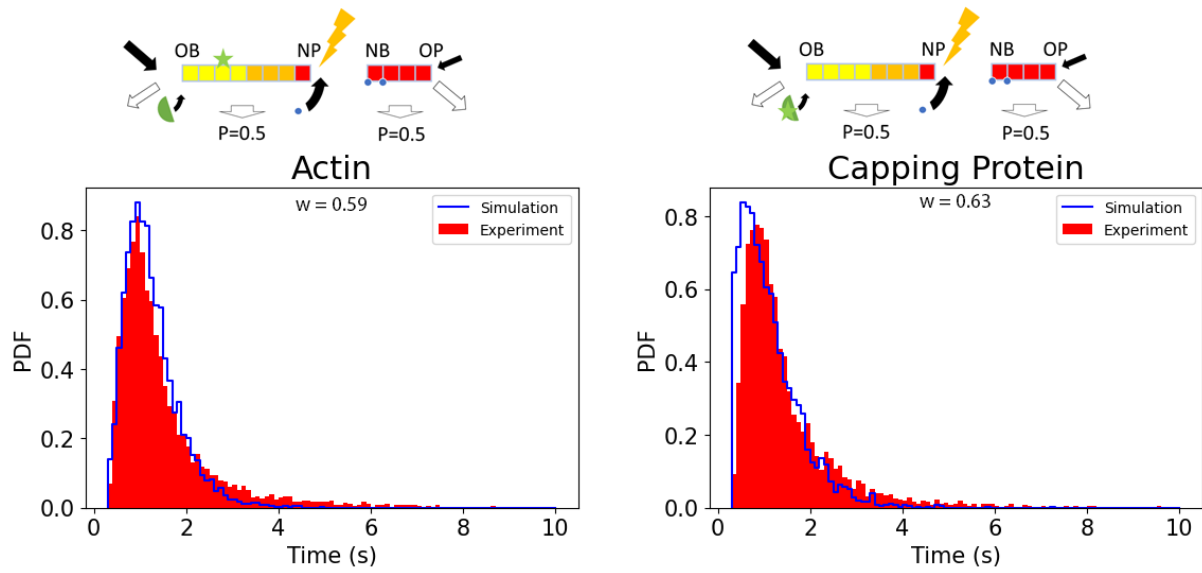 OB NP NB OP
P=0.5 P=0.5
OB NP NB OP
P=0.5 P=0.5
Actin
w = 0.59
Simulation
Experiment
PDF
0.8
0.6
0.4
0.2
0.0
0 2 4 6 8 10
Time (s)
Capping Protein
w = 0.63
Simulation
Experiment
PDF
0.8
0.6
0.4
0.2
0.0
0 2 4 6 8 10
Time (s)